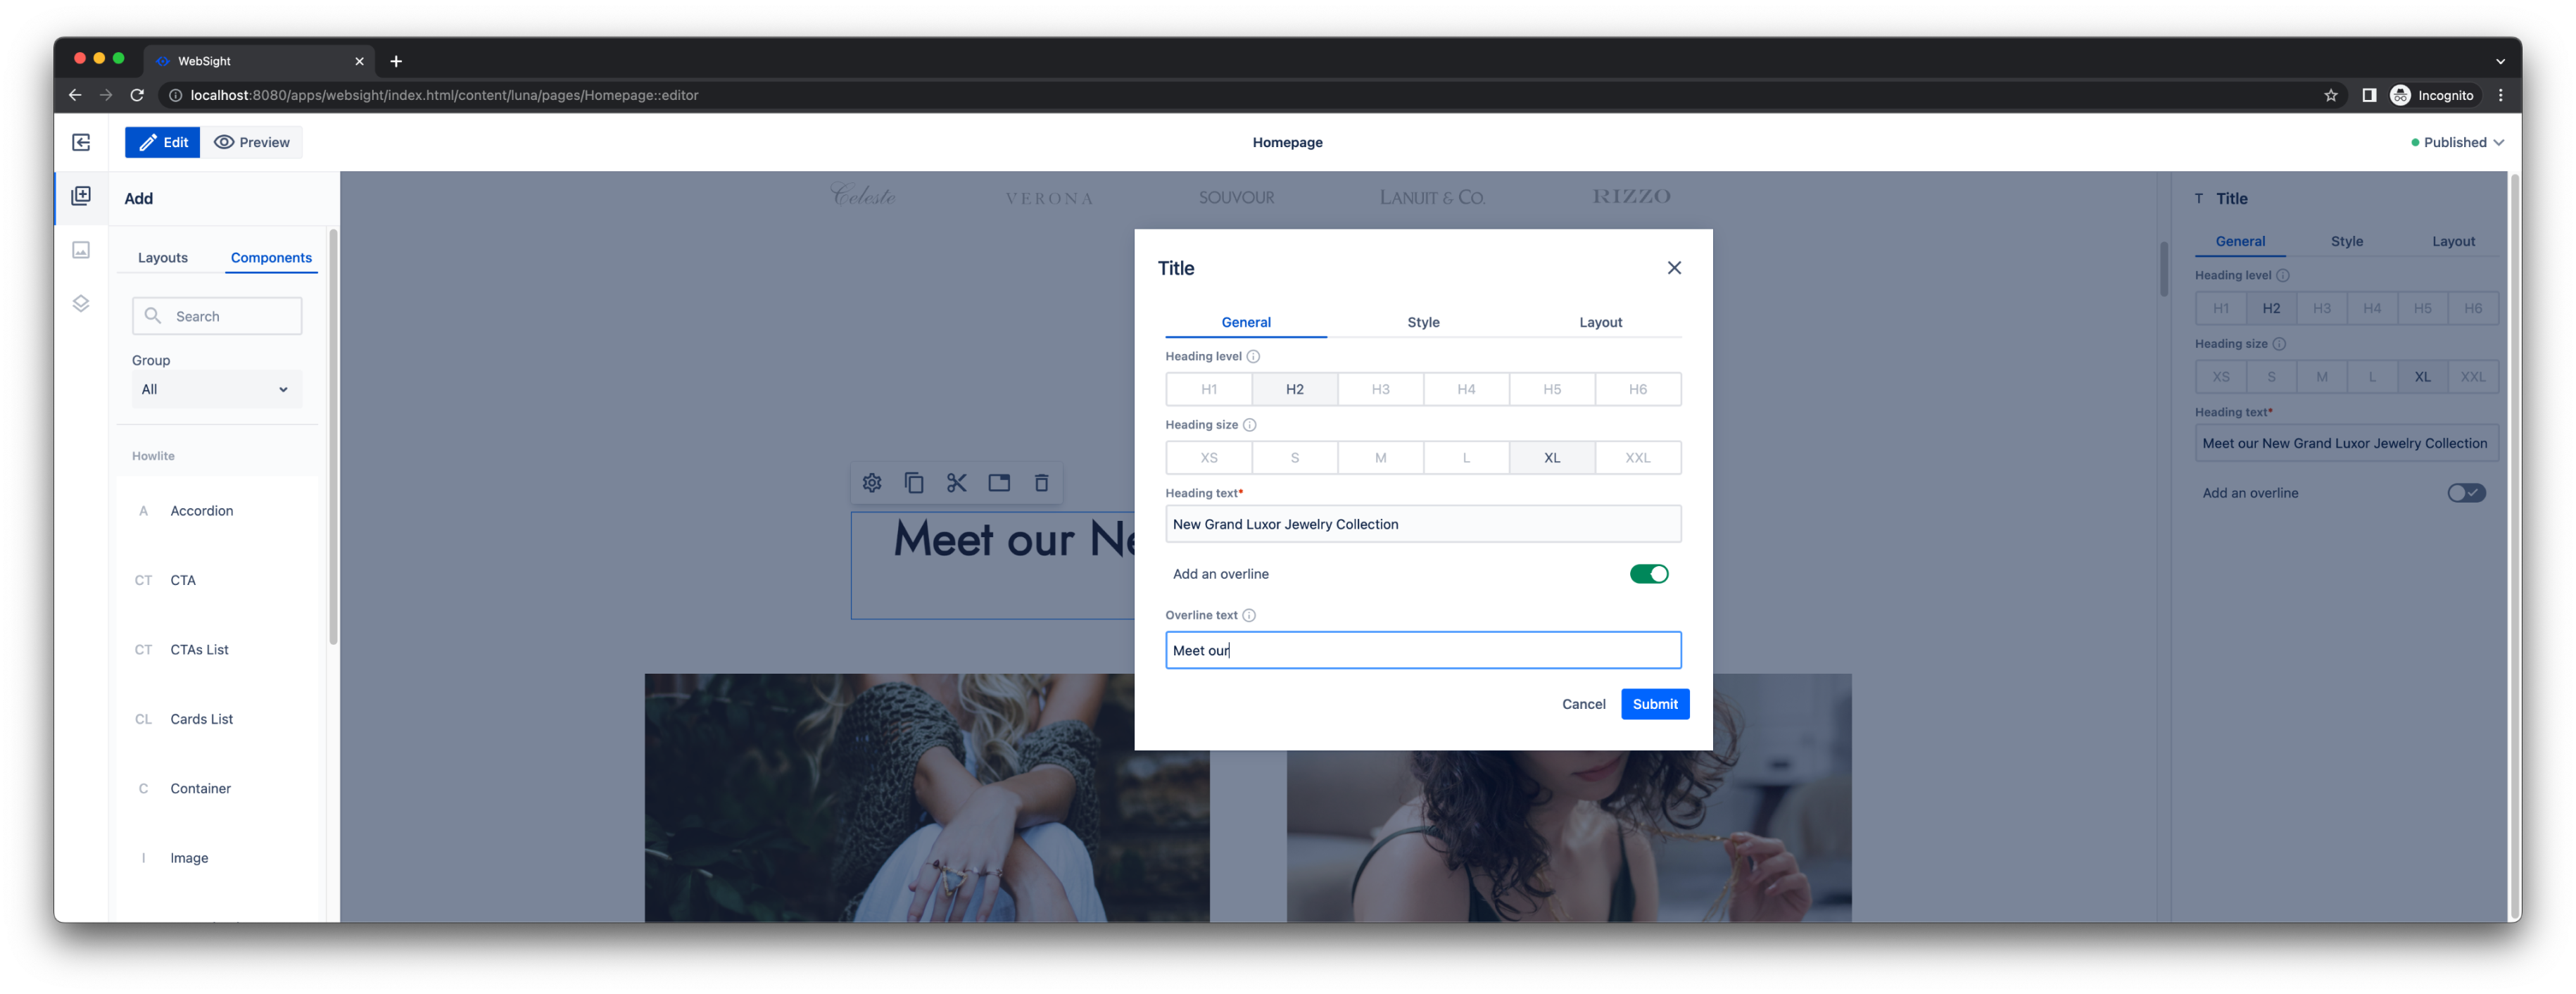 WebSight
localhost:8080/apps/websight/index.html/content/luna/pages/Homepage::editor
Incognito
Edit
Preview
Homepage
Published
Add
Layouts
Components
Search
Group
All
Howlite
A Accordion
CT CTA
CT CTAs List
CL Cards List
C Container
I Image
Celeste
VERONA
SOUVOUR
LANUIT & CO.
RIZZO
Meet our Ne
Title
General
Style
Layout
Heading level
H1 H2 H3 H4 H5 H6
Heading size
XS S M L XL XXL
Heading text*
New Grand Luxor Jewelry Collection
Add an overline
Overline text
Meet our
Cancel
Submit
T Title
General
Style
Layout
Heading level
H1 H2 H3 H4 H5 H6
Heading size
XS S M L XL XXL
Heading text*
Meet our New Grand Luxor Jewelry Collection
Add an overline